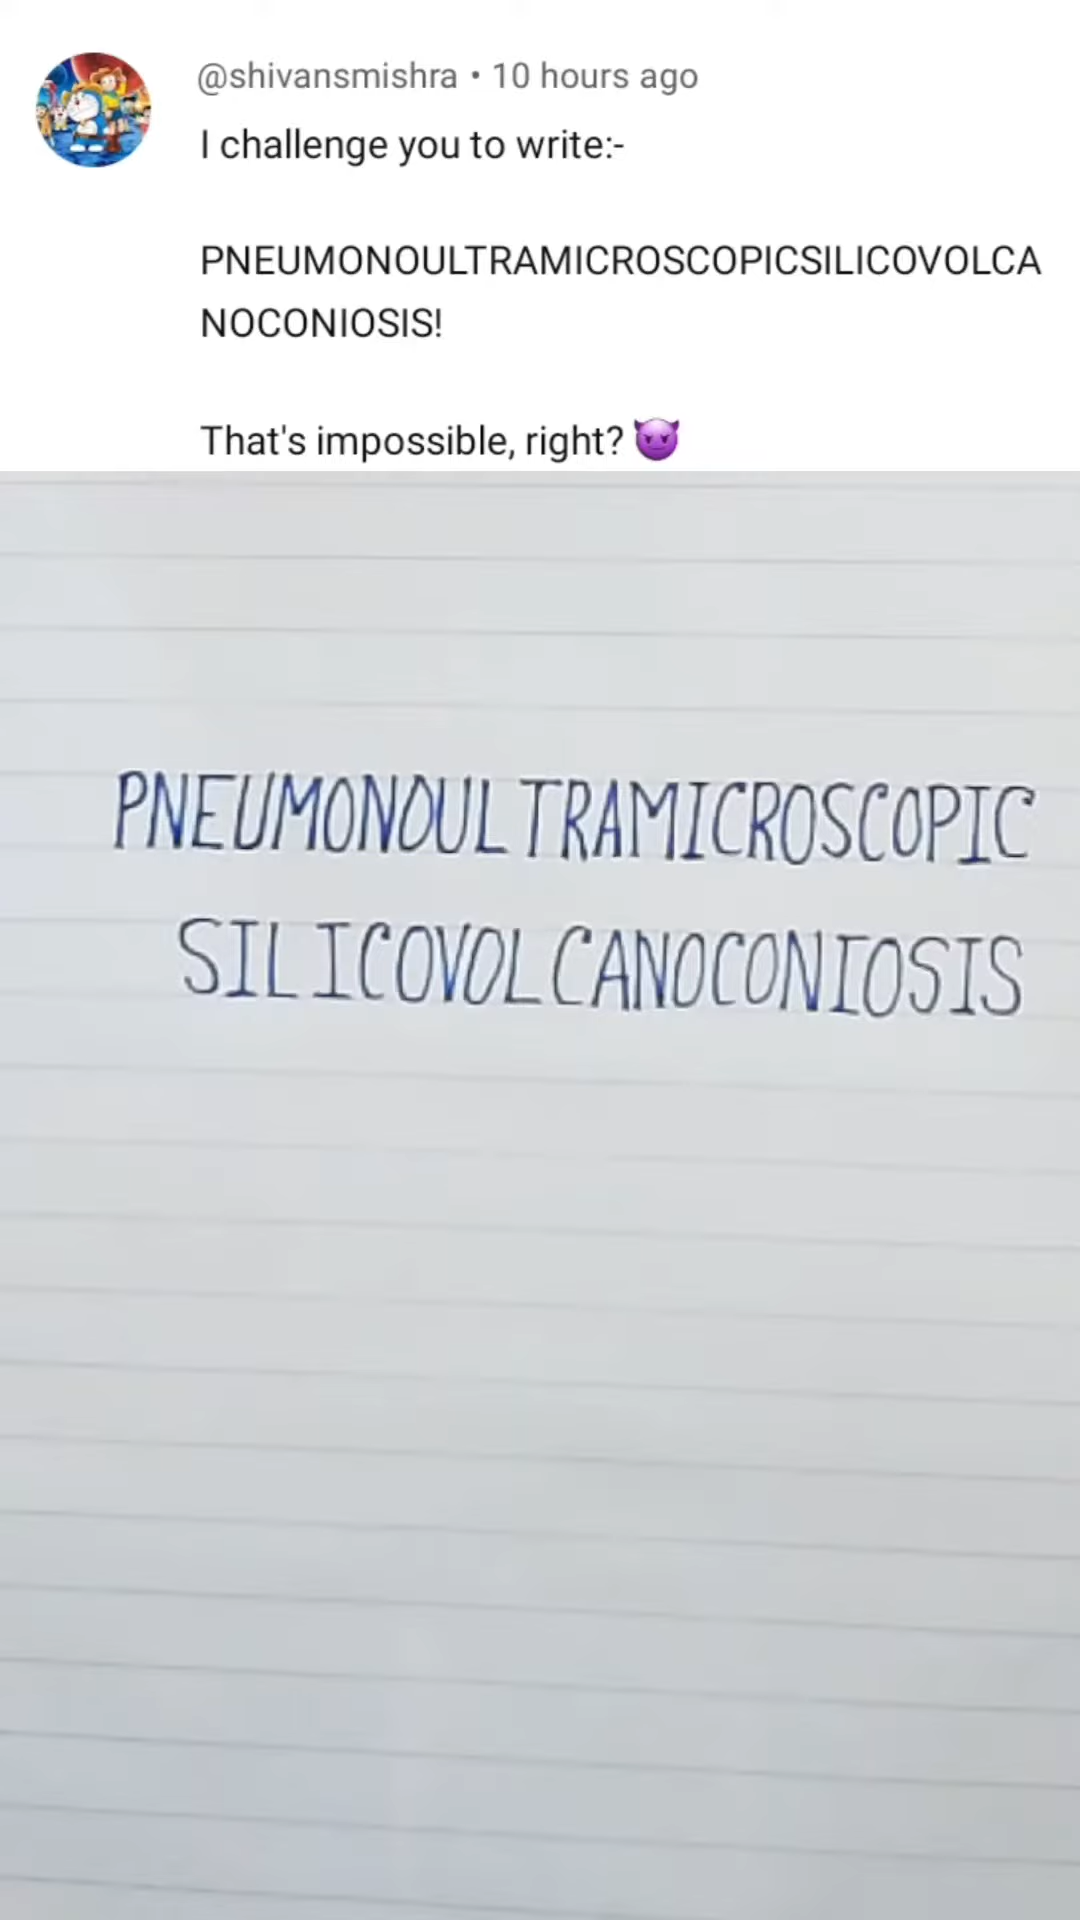 @shivansmishra • 10 hours ago
I challenge you to write:-
PNEUMONOULTRAMICROSCOPICSILICOVOLCA
NOCONIOSIS!
That's impossible, right? 😈
PNEUMONOULTRAMICROSCOPIC
SILICOVOLCANOCONIOSIS